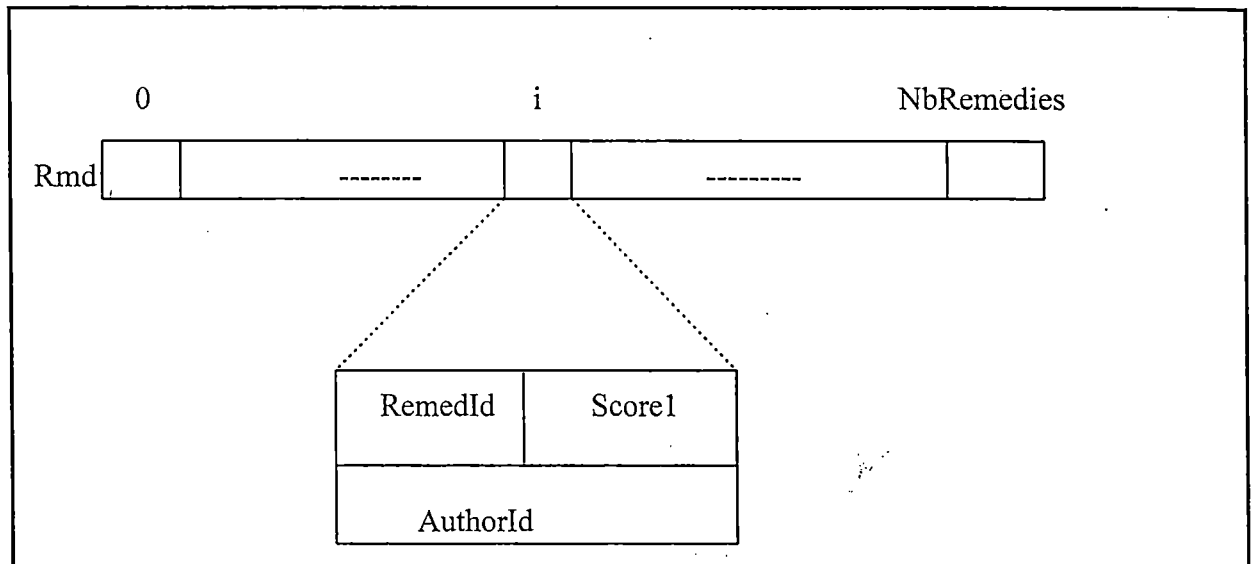 0 i NbRemedies
Rmd -------- ---------
RemedId Score1
AuthorId